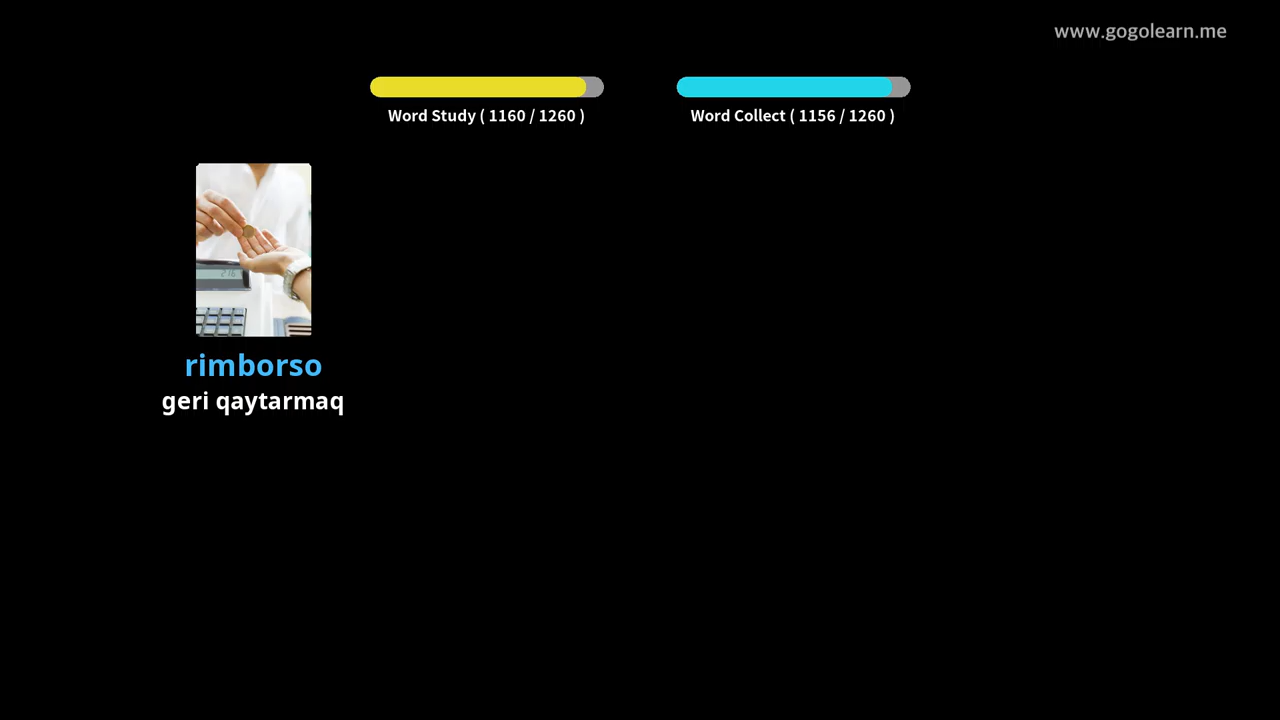 www.gogolearn.me
Word Study ( 1160 / 1260 )
Word Collect ( 1156 / 1260 )
rimborso
geri qaytarmaq